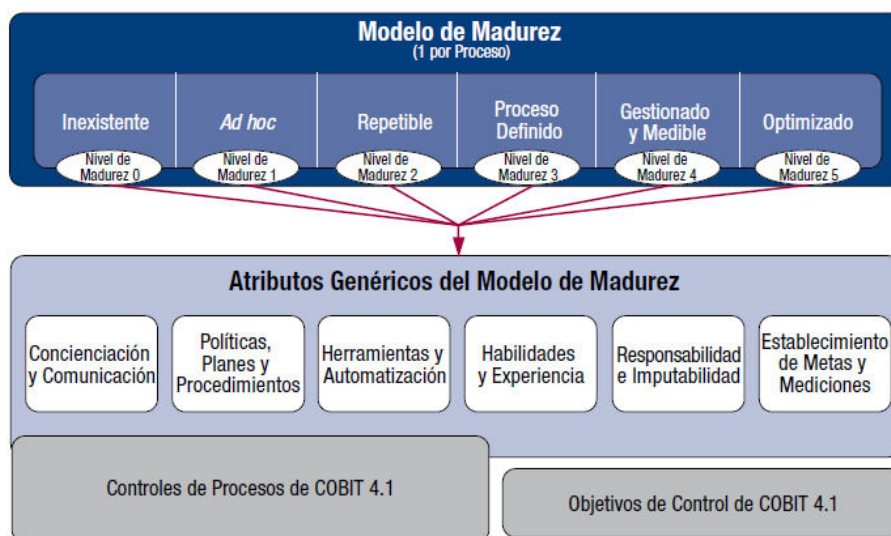 Modelo de Madurez
(1 por Proceso)
Inexistente
Ad hoc
Repetible
Proceso
Definido
Gestionado
y Medible
Optimizado
Nivel de
Madurez 0
Nivel de
Madurez 1
Nivel de
Madurez 2
Nivel de
Madurez 3
Nivel de
Madurez 4
Nivel de
Madurez 5
Atributos Genéricos del Modelo de Madurez
Concienciación
y Comunicación
Políticas,
Planes y
Procedimientos
Herramientas y
Automatización
Habilidades
y Experiencia
Responsabilidad
e Imputabilidad
Establecimiento
de Metas y
Mediciones
Controles de Procesos de COBIT 4.1
Objetivos de Control de COBIT 4.1